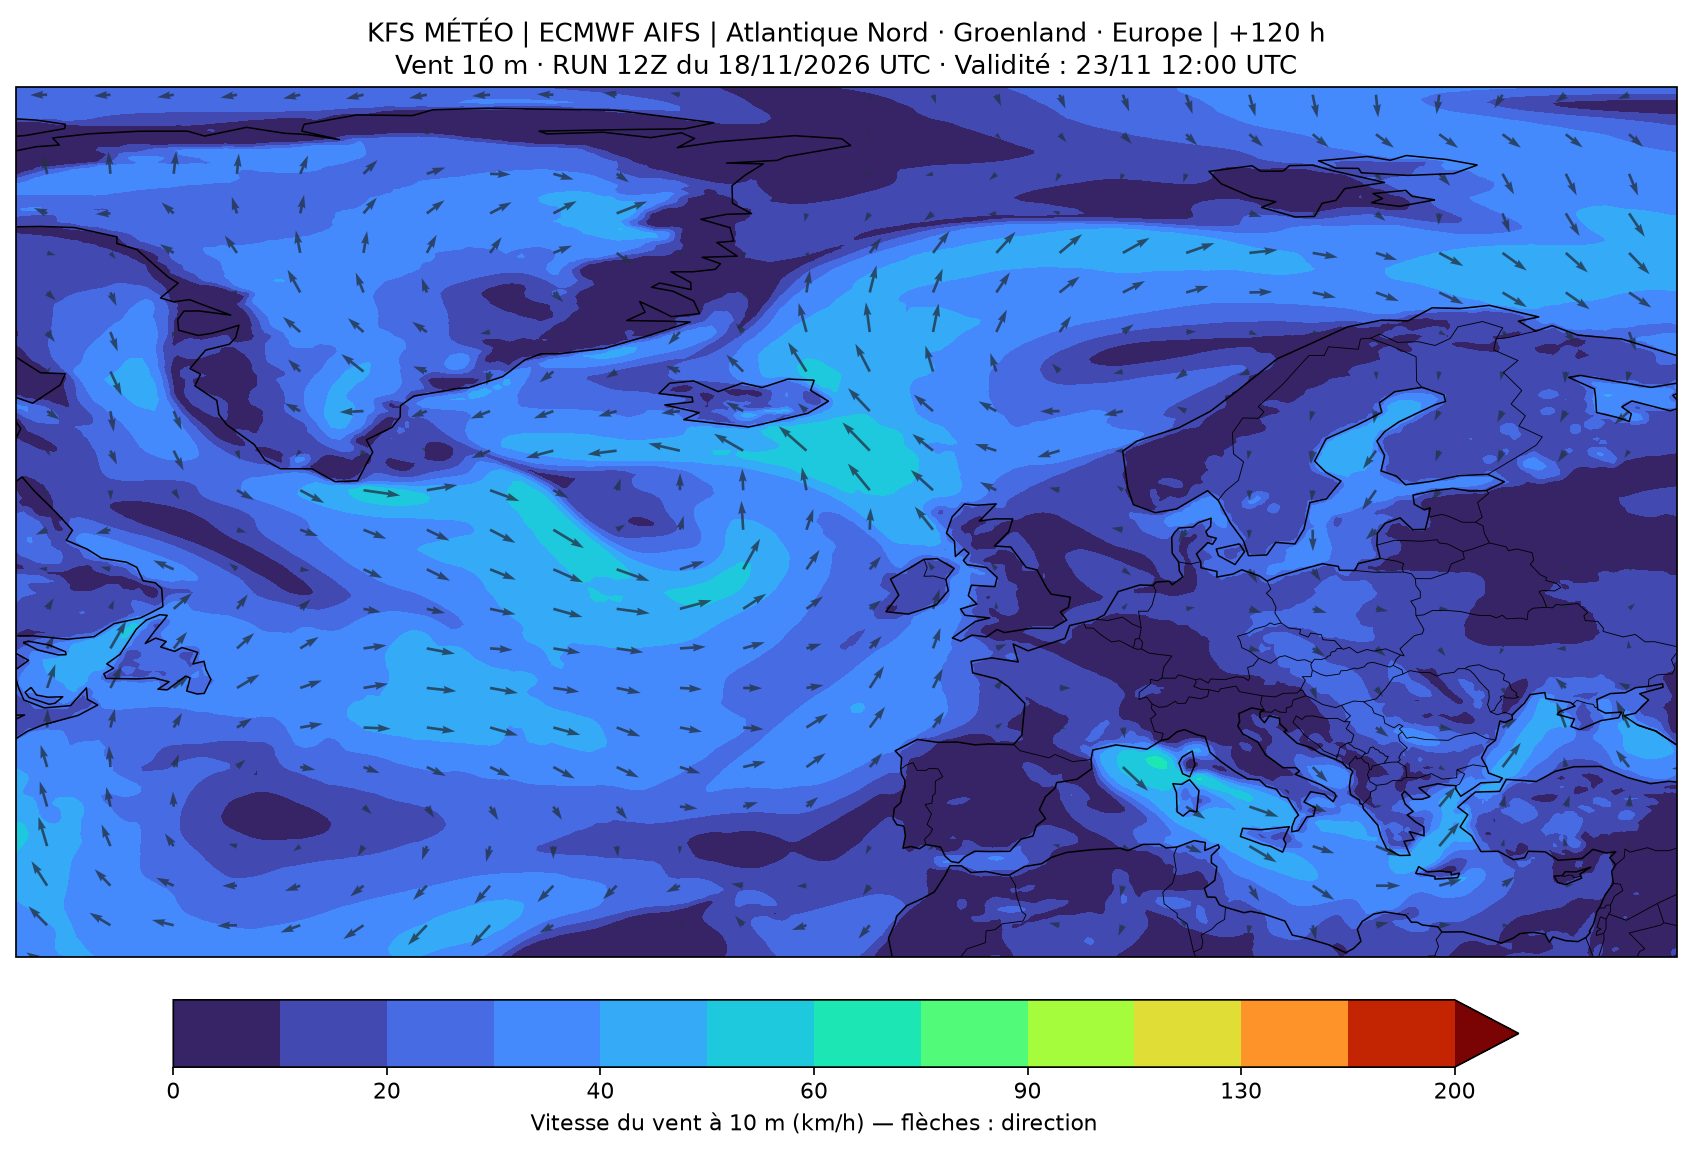 KFS MÉTÉO | ECMWF AIFS | Atlantique Nord · Groenland · Europe | +120 h
Vent 10 m · RUN 12Z du 18/11/2026 UTC · Validité : 23/11 12:00 UTC
0 20 40 60 90 130 200
Vitesse du vent à 10 m (km/h) — flèches : direction